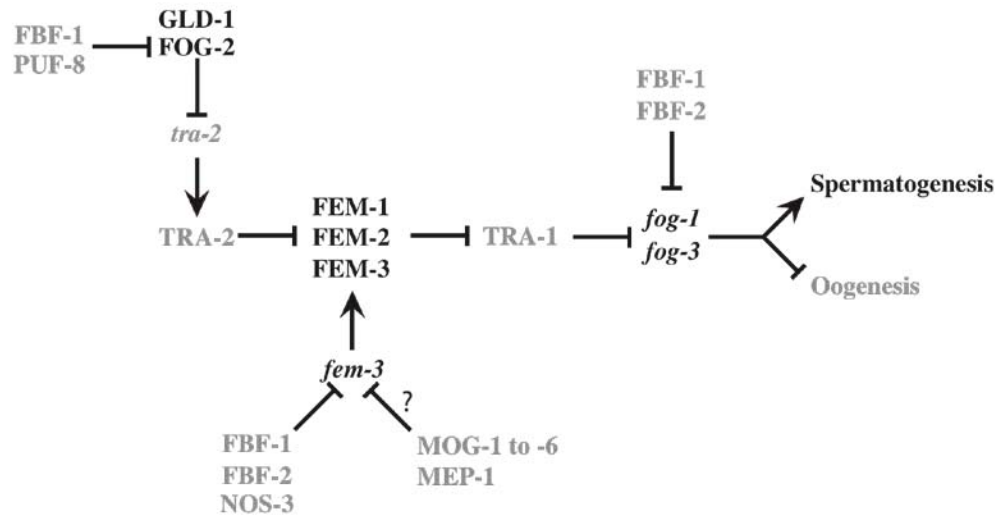 GLD-1
FOG-2
FBF-1
PUF-8
tra-2
FBF-1
FBF-2
TRA-2
FEM-1
FEM-2
FEM-3
TRA-1
fog-1
fog-3
Spermatogenesis
Oogenesis
fem-3
?
FBF-1
FBF-2
NOS-3
MOG-1 to -6
MEP-1